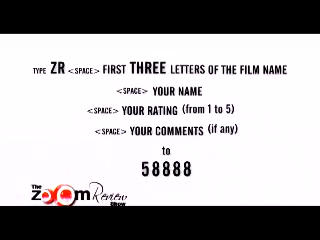 TYPE ZR <SPACE> FIRST THREE LETTERS OF THE FILM NAME
<SPACE> YOUR NAME
<SPACE> YOUR RATING (from 1 to 5)
<SPACE> YOUR COMMENTS (if any)
to
58888
The
zoom Review
Show